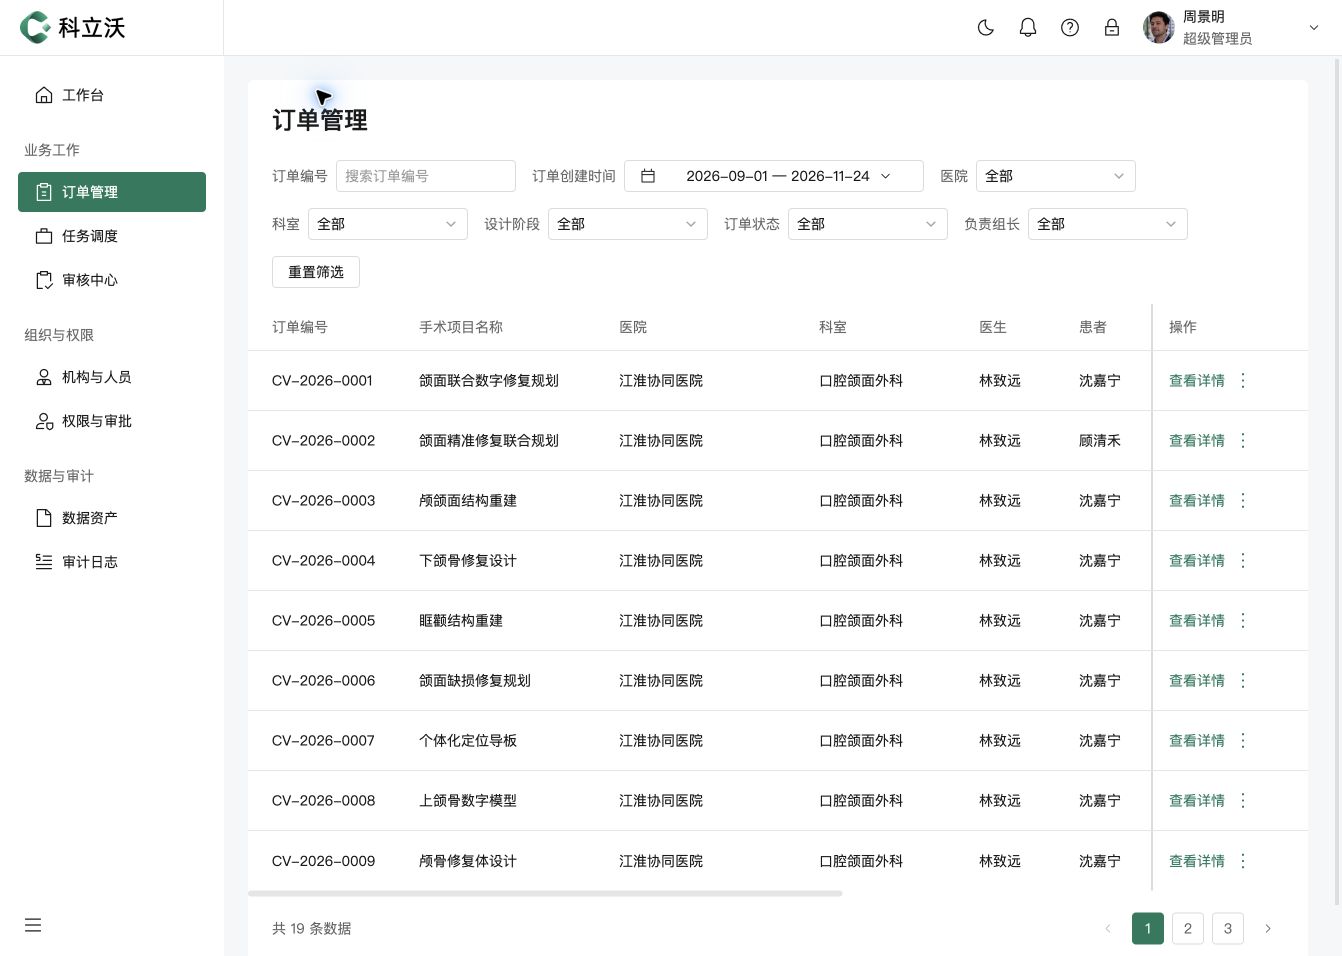 科立沃
周景明
超级管理员
工作台
业务工作
订单管理
任务调度
审核中心
组织与权限
机构与人员
权限与审批
数据与审计
数据资产
审计日志
订单管理
订单编号 搜索订单编号 订单创建时间 2026-09-01 — 2026-11-24 医院 全部
科室 全部 设计阶段 全部 订单状态 全部 负责组长 全部
重置筛选
订单编号 手术项目名称 医院 科室 医生 患者 操作
CV-2026-0001 颌面联合数字修复规划 江淮协同医院 口腔颌面外科 林致远 沈嘉宁 查看详情
CV-2026-0002 颌面精准修复联合规划 江淮协同医院 口腔颌面外科 林致远 顾清禾 查看详情
CV-2026-0003 颅颌面结构重建 江淮协同医院 口腔颌面外科 林致远 沈嘉宁 查看详情
CV-2026-0004 下颌骨修复设计 江淮协同医院 口腔颌面外科 林致远 沈嘉宁 查看详情
CV-2026-0005 眶颧结构重建 江淮协同医院 口腔颌面外科 林致远 沈嘉宁 查看详情
CV-2026-0006 颌面缺损修复规划 江淮协同医院 口腔颌面外科 林致远 沈嘉宁 查看详情
CV-2026-0007 个体化定位导板 江淮协同医院 口腔颌面外科 林致远 沈嘉宁 查看详情
CV-2026-0008 上颌骨数字模型 江淮协同医院 口腔颌面外科 林致远 沈嘉宁 查看详情
CV-2026-0009 颅骨修复体设计 江淮协同医院 口腔颌面外科 林致远 沈嘉宁 查看详情
共 19 条数据 1 2 3